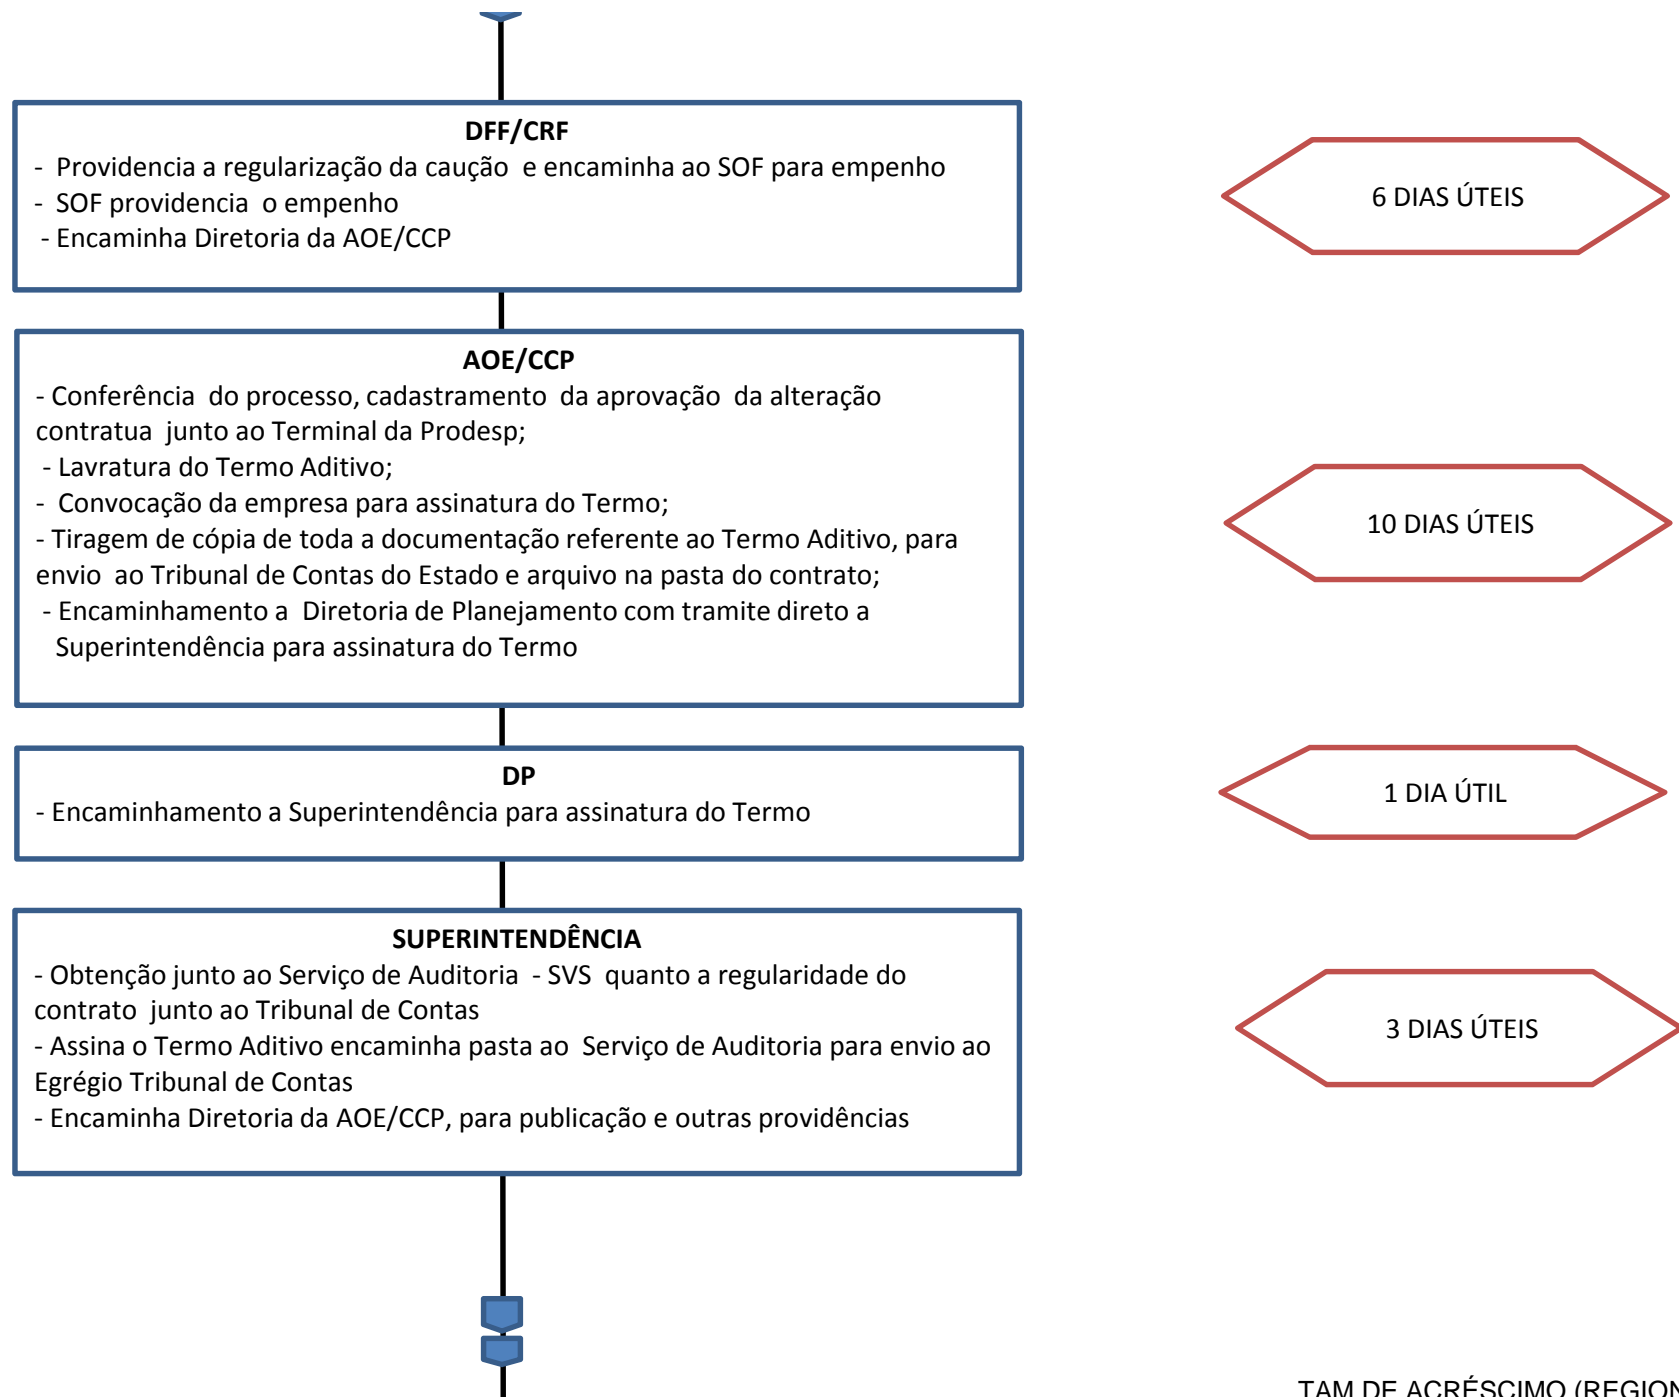 DFF/CRF
- Providencia a regularização da caução e encaminha ao SOF para empenho
- SOF providencia o empenho
- Encaminha Diretoria da AOE/CCP
6 DIAS ÚTEIS
AOE/CCP
- Conferência do processo, cadastramento da aprovação da alteração
contratua junto ao Terminal da Prodesp;
- Lavratura do Termo Aditivo;
- Convocação da empresa para assinatura do Termo;
- Tiragem de cópia de toda a documentação referente ao Termo Aditivo, para
envio ao Tribunal de Contas do Estado e arquivo na pasta do contrato;
- Encaminhamento a Diretoria de Planejamento com tramite direto a
Superintendência para assinatura do Termo
10 DIAS ÚTEIS
DP
- Encaminhamento a Superintendência para assinatura do Termo
1 DIA ÚTIL
SUPERINTENDÊNCIA
- Obtenção junto ao Serviço de Auditoria - SVS quanto a regularidade do
contrato junto ao Tribunal de Contas
- Assina o Termo Aditivo encaminha pasta ao Serviço de Auditoria para envio ao
Egrégio Tribunal de Contas
- Encaminha Diretoria da AOE/CCP, para publicação e outras providências
3 DIAS ÚTEIS
TAM DE ACRÉSCIMO (REGION